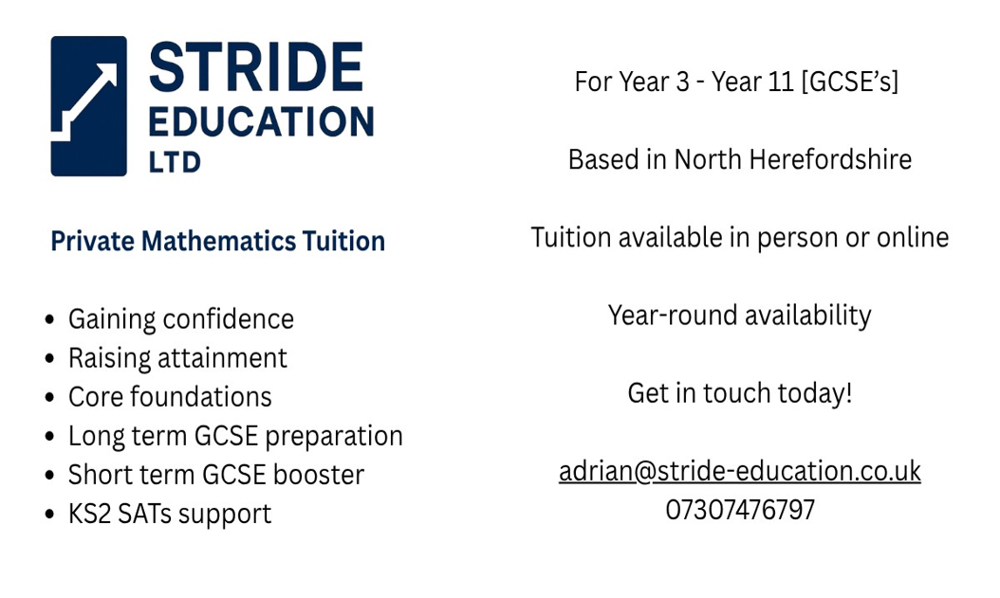 STRIDE
EDUCATION
LTD
Private Mathematics Tuition
• Gaining confidence
• Raising attainment
• Core foundations
• Long term GCSE preparation
• Short term GCSE booster
• KS2 SATs support
For Year 3 - Year 11 [GCSE’s]
Based in North Herefordshire
Tuition available in person or online
Year-round availability
Get in touch today!
adrian@stride-education.co.uk
07307476797